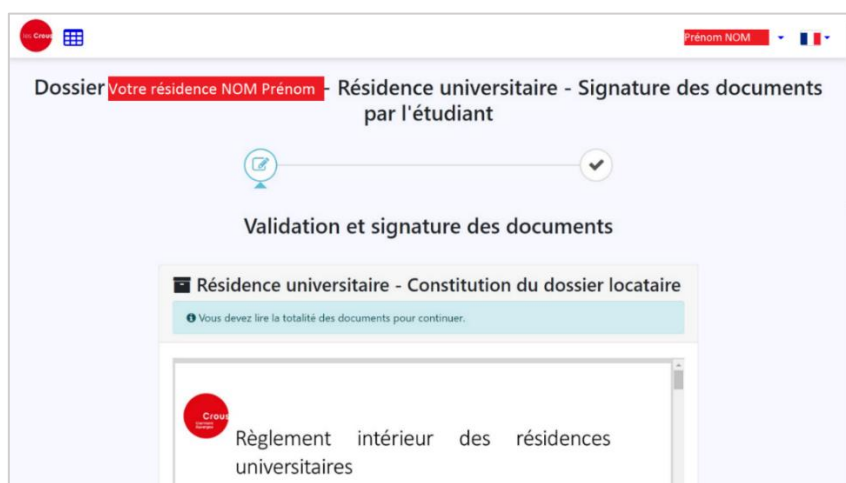 Crous
Prénom NOM
Dossier Votre résidence NOM Prénom - Résidence universitaire - Signature des documents
par l'étudiant
Validation et signature des documents
Résidence universitaire - Constitution du dossier locataire
Vous devez lire la totalité des documents pour continuer.
Crous
Règlement intérieur des résidences
universitaires